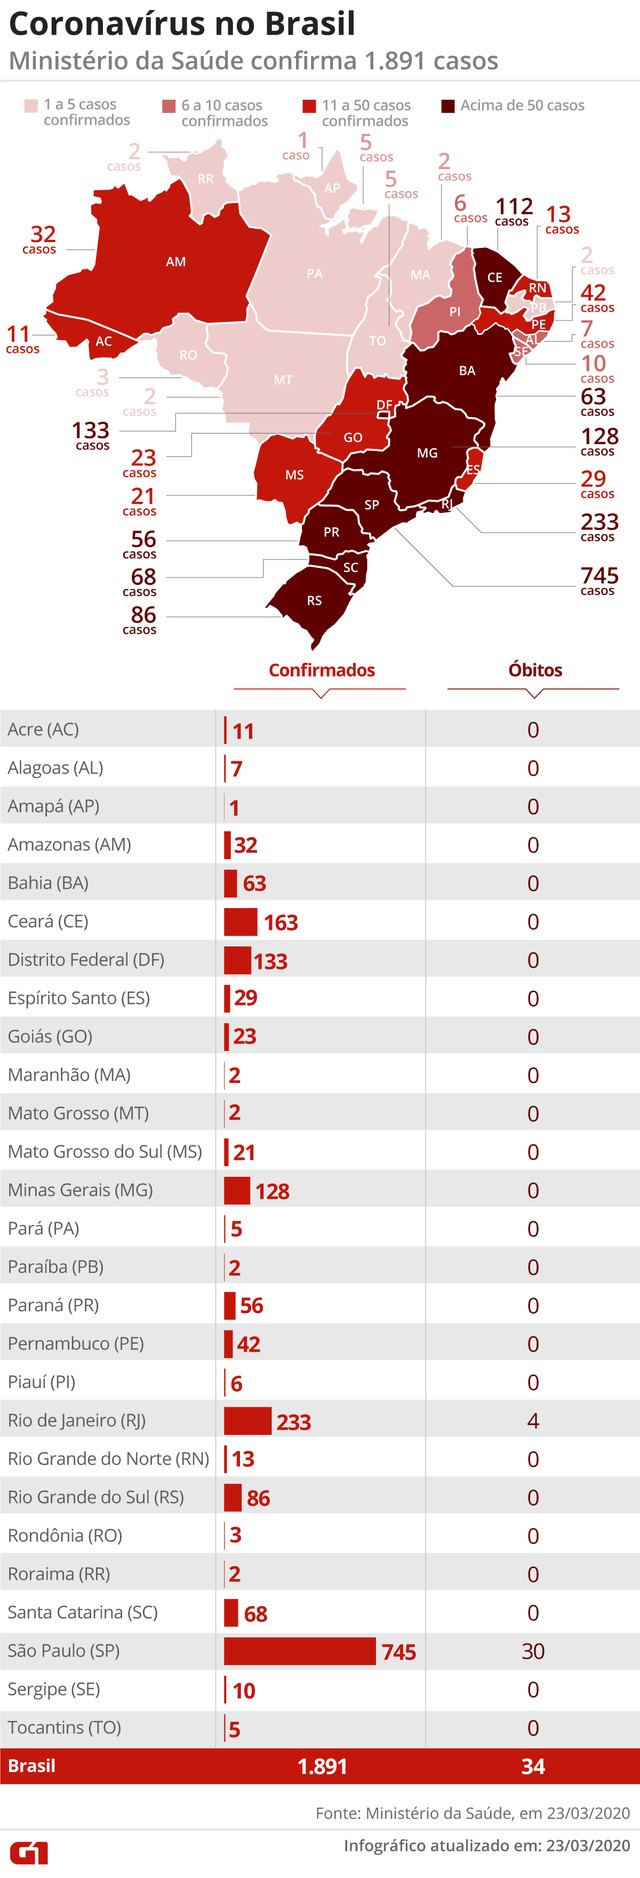 Coronavírus no Brasil
Ministério da Saúde confirma 1.891 casos
1 a 5 casos
confirmados
6 a 10 casos
confirmados
11 a 50 casos
confirmados
Acima de 50 casos
2
casos
1
caso
5
casos
5
casos
2
casos
6
casos
112
casos
13
casos
2
casos
42
casos
7
casos
10
casos
63
casos
128
casos
29
casos
233
casos
745
casos
32
casos
11
casos
3
casos
2
casos
133
casos
23
casos
21
casos
56
casos
68
casos
86
casos
RR
AP
AM
PA
MA
CE
RN
PB
PE
AL
SE
PI
AC
RO
TO
BA
MT
DF
GO
MG
ES
MS
SP
RJ
PR
SC
RS
Confirmados Óbitos
Acre (AC) 11 0
Alagoas (AL) 7 0
Amapá (AP) 1 0
Amazonas (AM) 32 0
Bahia (BA) 63 0
Ceará (CE) 163 0
Distrito Federal (DF) 133 0
Espírito Santo (ES) 29 0
Goiás (GO) 23 0
Maranhão (MA) 2 0
Mato Grosso (MT) 2 0
Mato Grosso do Sul (MS) 21 0
Minas Gerais (MG) 128 0
Pará (PA) 5 0
Paraíba (PB) 2 0
Paraná (PR) 56 0
Pernambuco (PE) 42 0
Piauí (PI) 6 0
Rio de Janeiro (RJ) 233 4
Rio Grande do Norte (RN) 13 0
Rio Grande do Sul (RS) 86 0
Rondônia (RO) 3 0
Roraima (RR) 2 0
Santa Catarina (SC) 68 0
São Paulo (SP) 745 30
Sergipe (SE) 10 0
Tocantins (TO) 5 0
Brasil 1.891 34
Fonte: Ministério da Saúde, em 23/03/2020
G1 Infográfico atualizado em: 23/03/2020